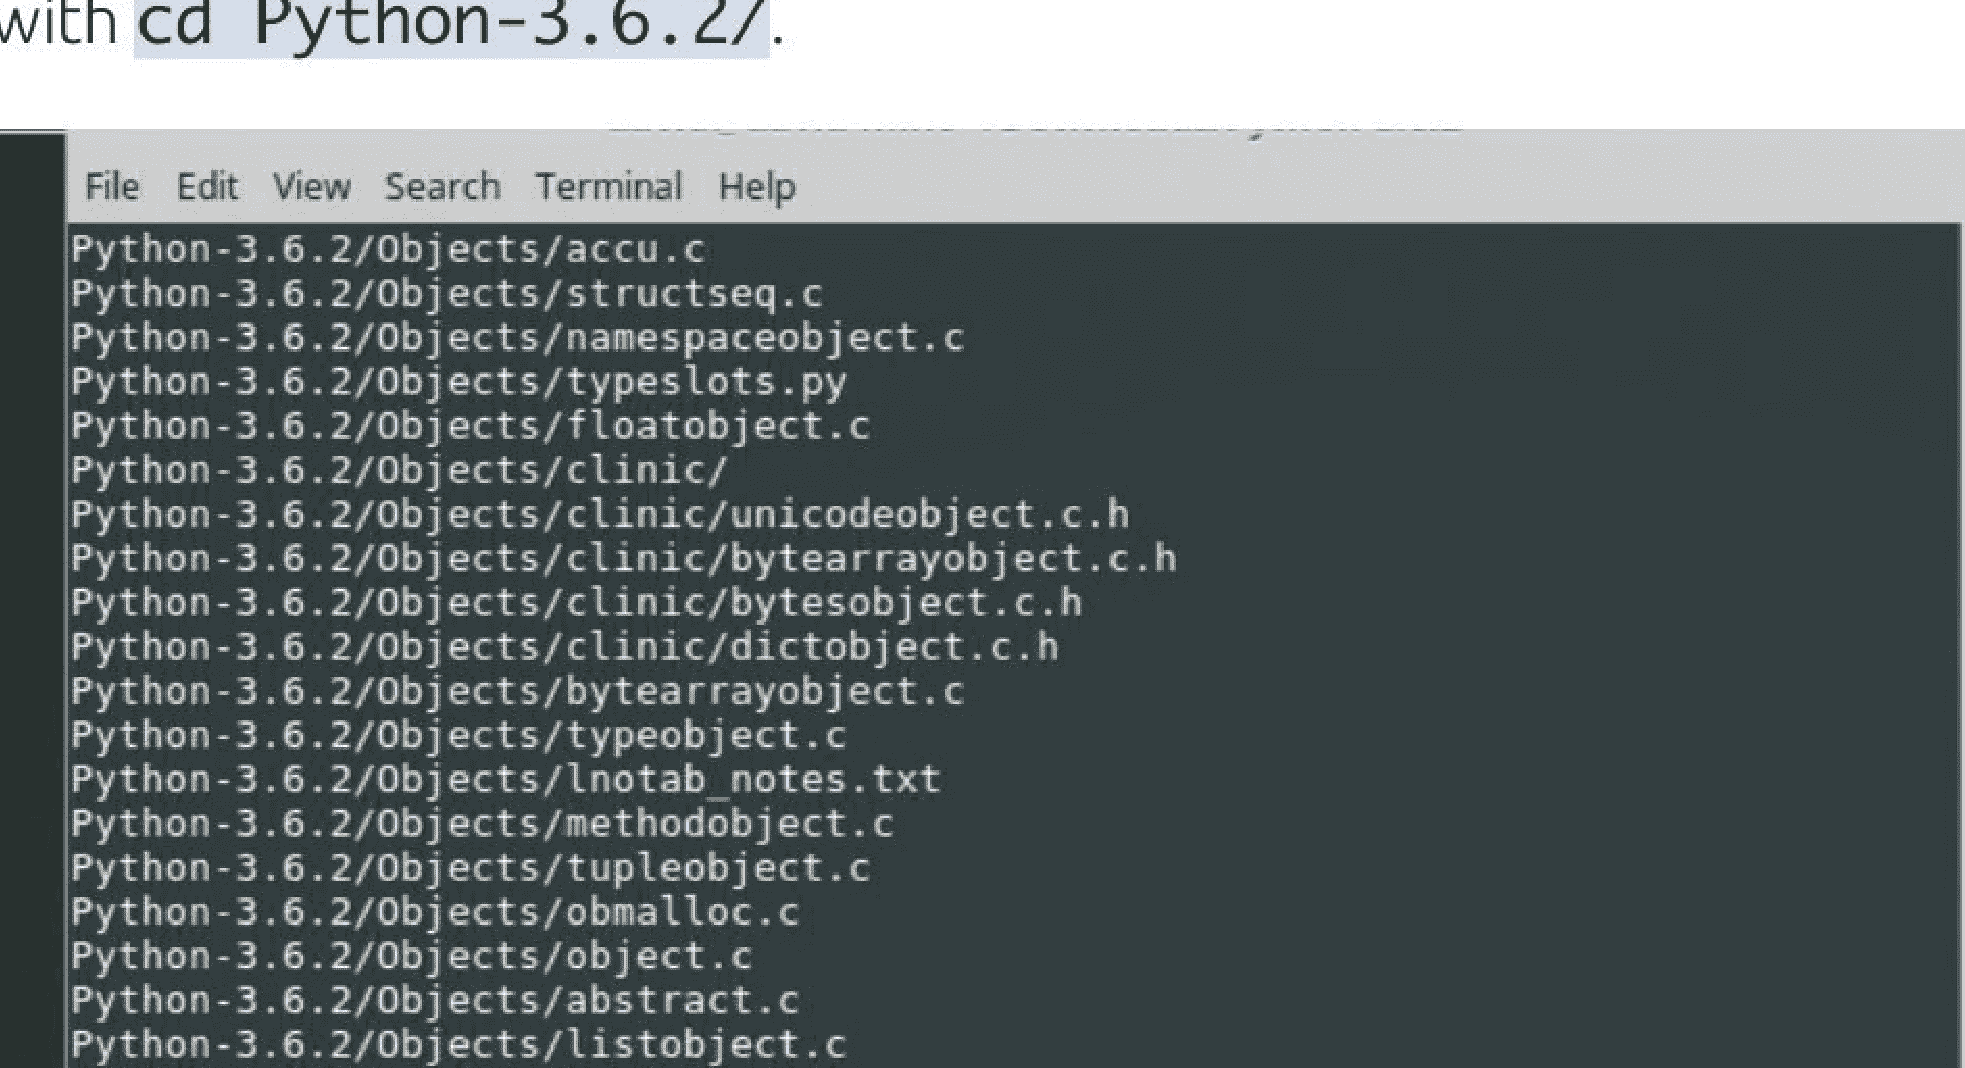 with cd Python-3.6.2/.
File Edit View Search Terminal Help
Python-3.6.2/Objects/accu.c
Python-3.6.2/Objects/structseq.c
Python-3.6.2/Objects/namespaceobject.c
Python-3.6.2/Objects/typeslots.py
Python-3.6.2/Objects/floatobject.c
Python-3.6.2/Objects/clinic/
Python-3.6.2/Objects/clinic/unicodeobject.c.h
Python-3.6.2/Objects/clinic/bytearrayobject.c.h
Python-3.6.2/Objects/clinic/bytesobject.c.h
Python-3.6.2/Objects/clinic/dictobject.c.h
Python-3.6.2/Objects/bytearrayobject.c
Python-3.6.2/Objects/typeobject.c
Python-3.6.2/Objects/lnotab_notes.txt
Python-3.6.2/Objects/methodobject.c
Python-3.6.2/Objects/tupleobject.c
Python-3.6.2/Objects/obmalloc.c
Python-3.6.2/Objects/object.c
Python-3.6.2/Objects/abstract.c
Python-3.6.2/Objects/listobject.c